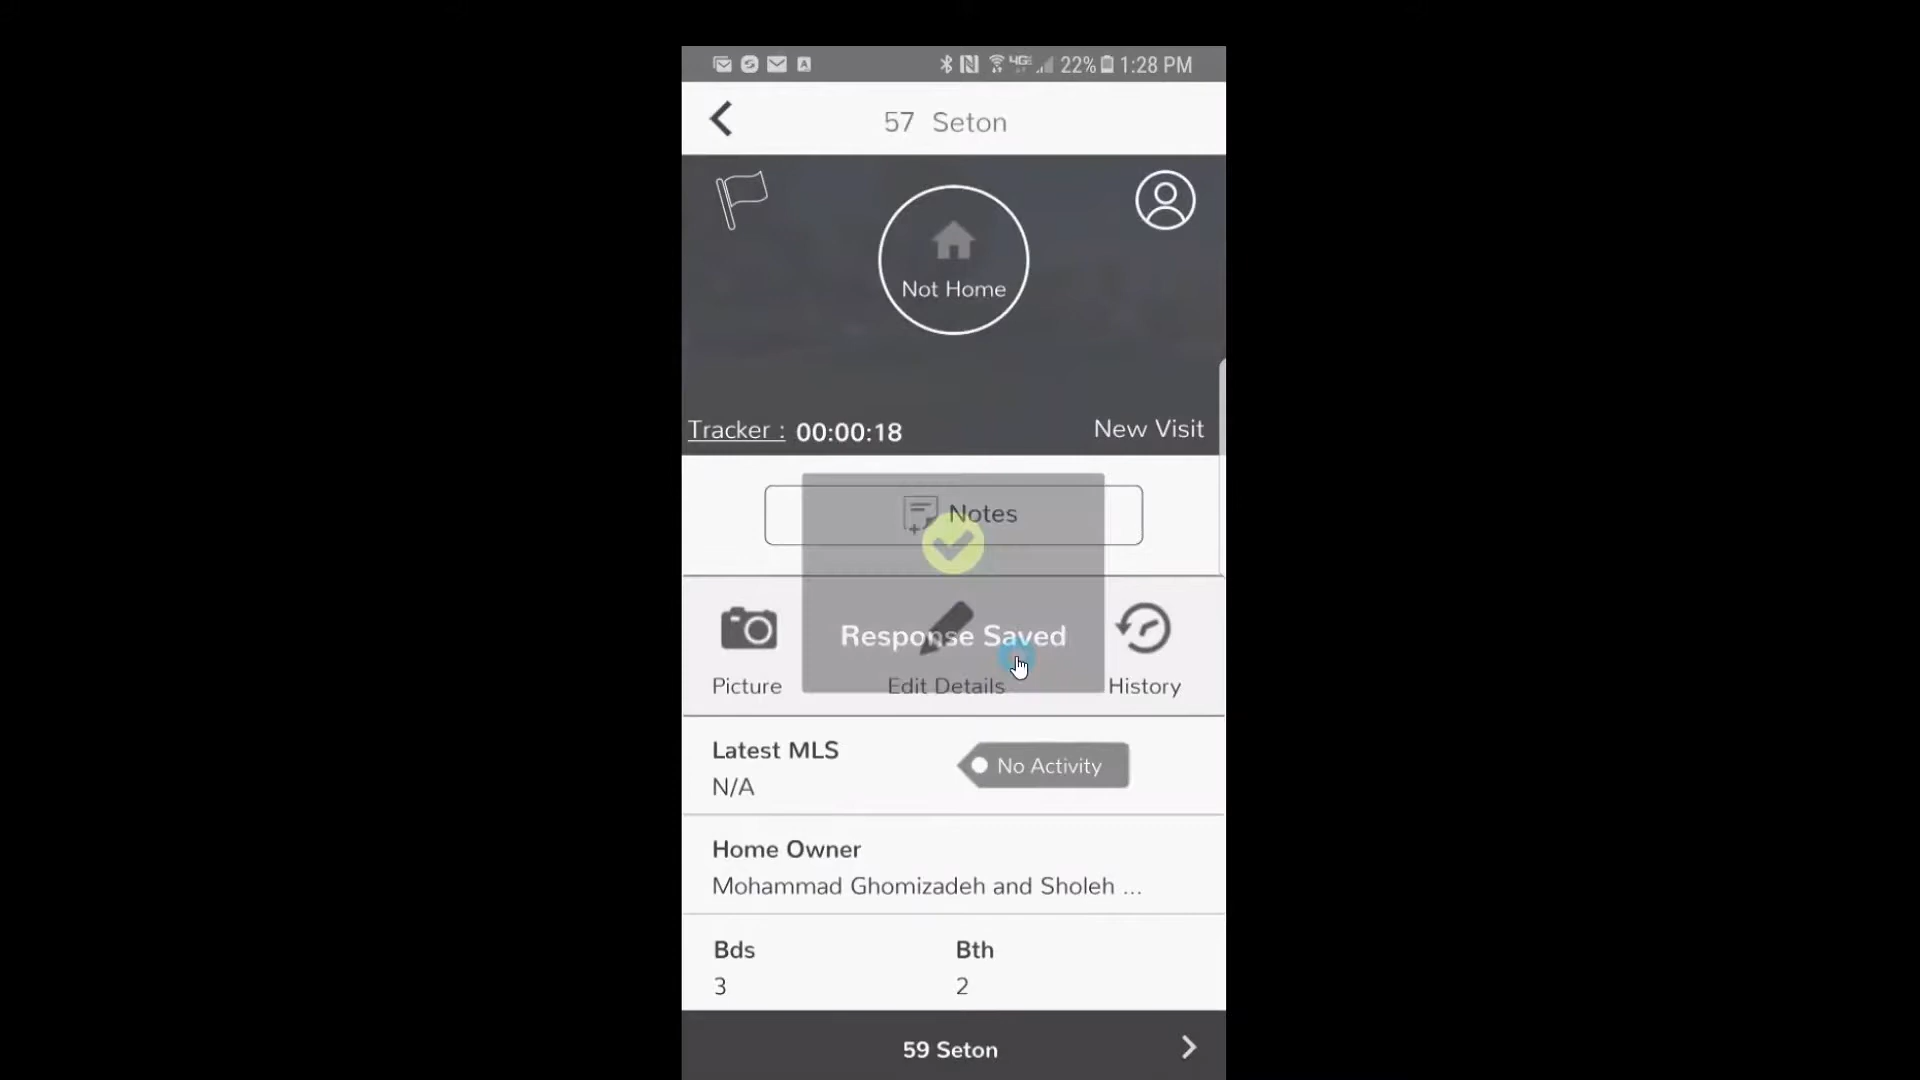 22% 1:28 PM
57 Seton
Not Home
Tracker : 00:00:18
New Visit
Notes
Response Saved
Picture
Edit Details
History
Latest MLS
N/A
No Activity
Home Owner
Mohammad Ghomizadeh and Sholeh ...
Bds
Bth
3
2
59 Seton